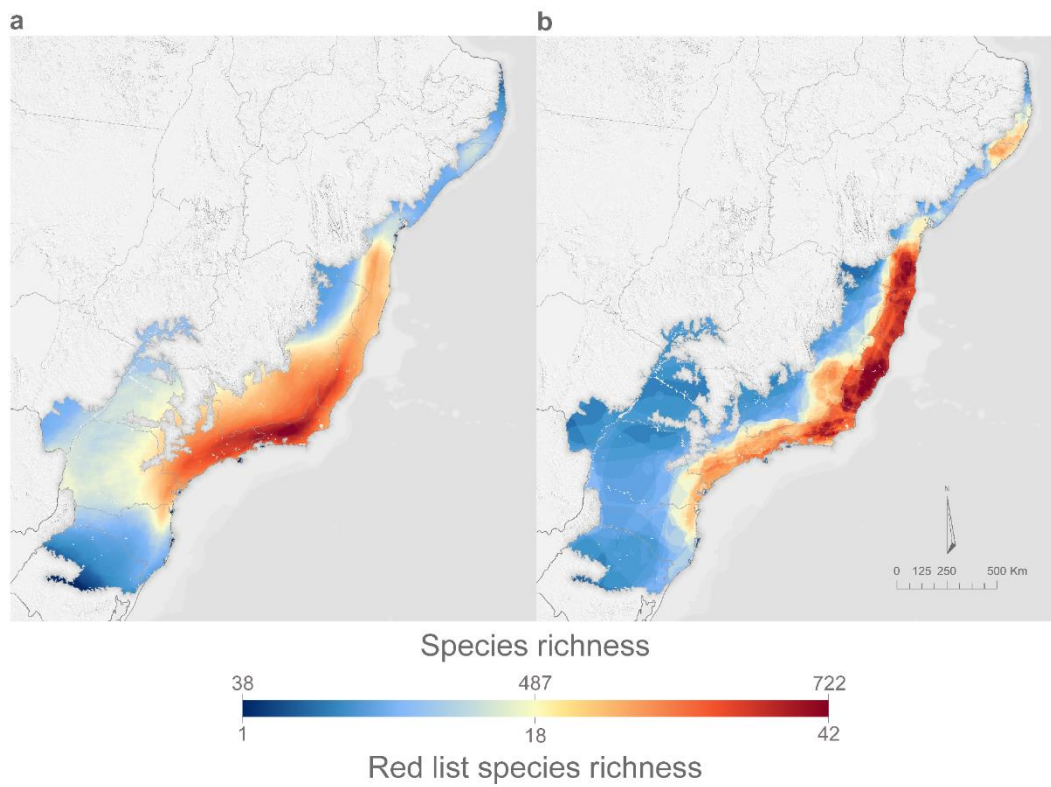 a
b
N
0 125 250 500 Km
Species richness
38 487 722
1 18 42
Red list species richness